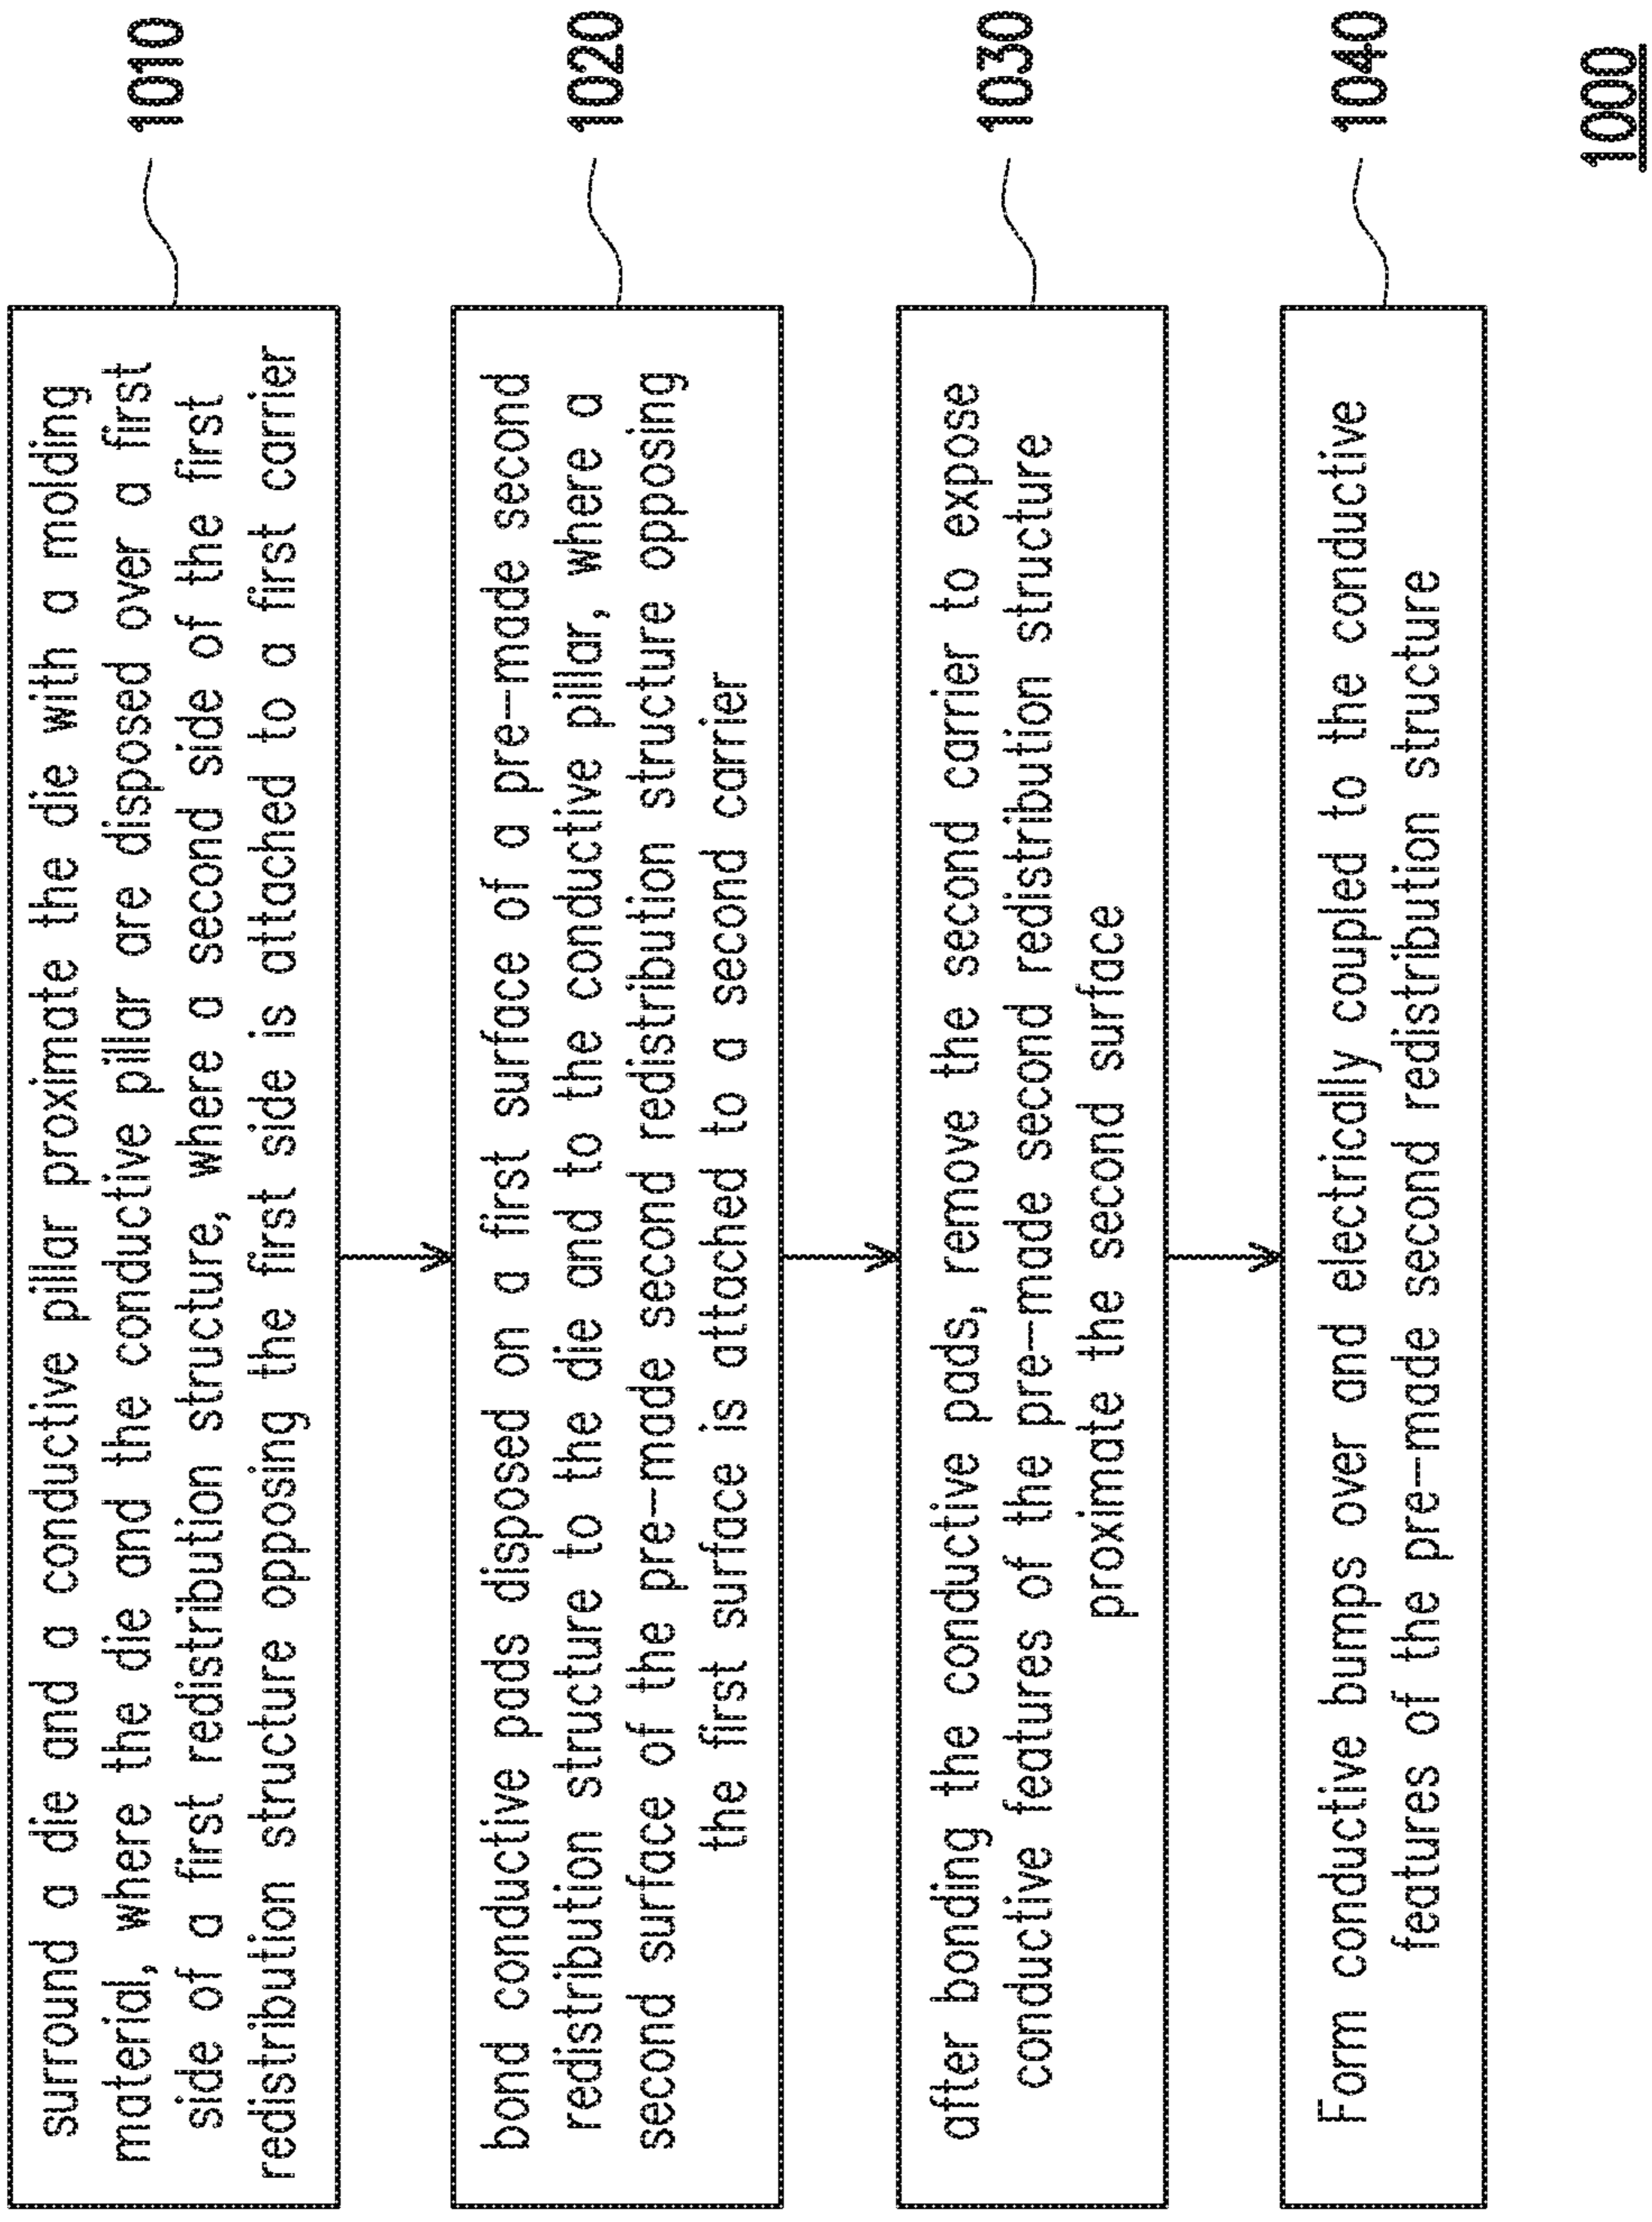 surround a die and a conductive pillar proximate the die with a molding
material, where the die and the conductive pillar are disposed over a first
side of a first redistribution structure, where a second side of the first
redistribution structure opposing the first side is attached to a first carrier
1010
bond conductive pads disposed on a first surface of a pre-made second
redistribution structure to the die and to the conductive pillar, where a
second surface of the pre-made second redistribution structure opposing
the first surface is attached to a second carrier
1020
after bonding the conductive pads, remove the second carrier to expose
conductive features of the pre-made second redistribution structure
proximate the second surface
1030
Form conductive bumps over and electrically coupled to the conductive
features of the pre-made second redistribution structure
1040
1000